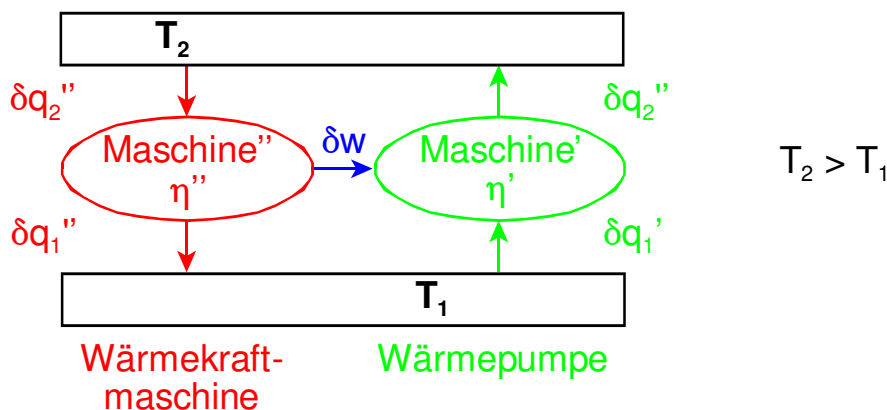 T₂
δq₂'' δq₂''
Maschine'' δw Maschine'
η'' η'
T₂ > T₁
δq₁'' δq₁'
T₁
Wärmekraft- Wärmepumpe
maschine